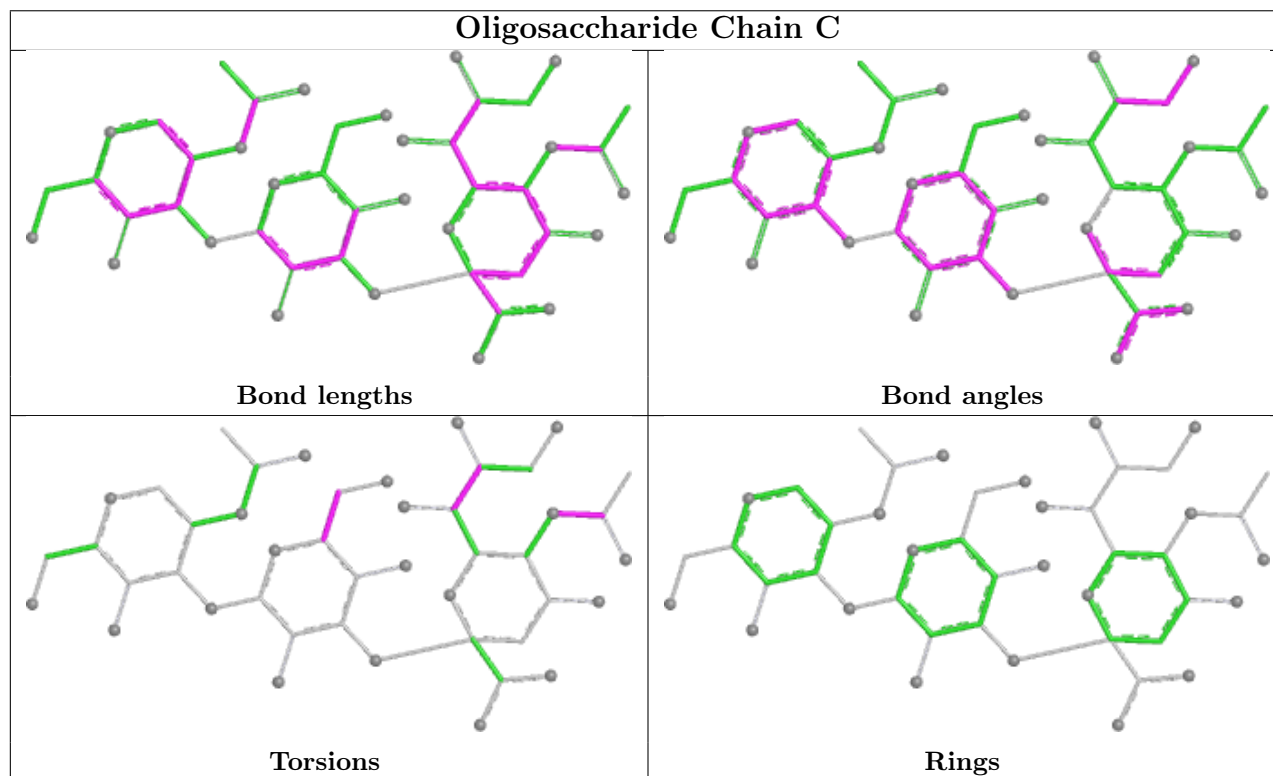 Oligosaccharide Chain C
Bond lengths
Bond angles
Torsions
Rings